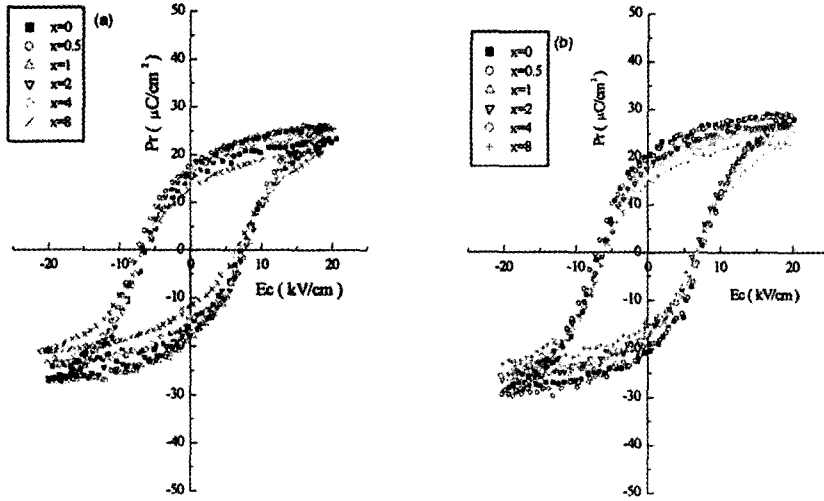 (a)
x=0
x=0.5
x=1
x=2
x=4
x=8
Pr ( μC/cm²)
50
40
30
20
10
0
-10
-20
-30
-40
-50
-20
-10
0
10
20
Ec ( kV/cm )
(b)
x=0
x=0.5
x=1
x=2
x=4
x=8
Pr ( μC/cm²)
50
40
30
20
10
0
-10
-20
-30
-40
-50
-20
-10
0
10
20
Ec ( kV/cm)